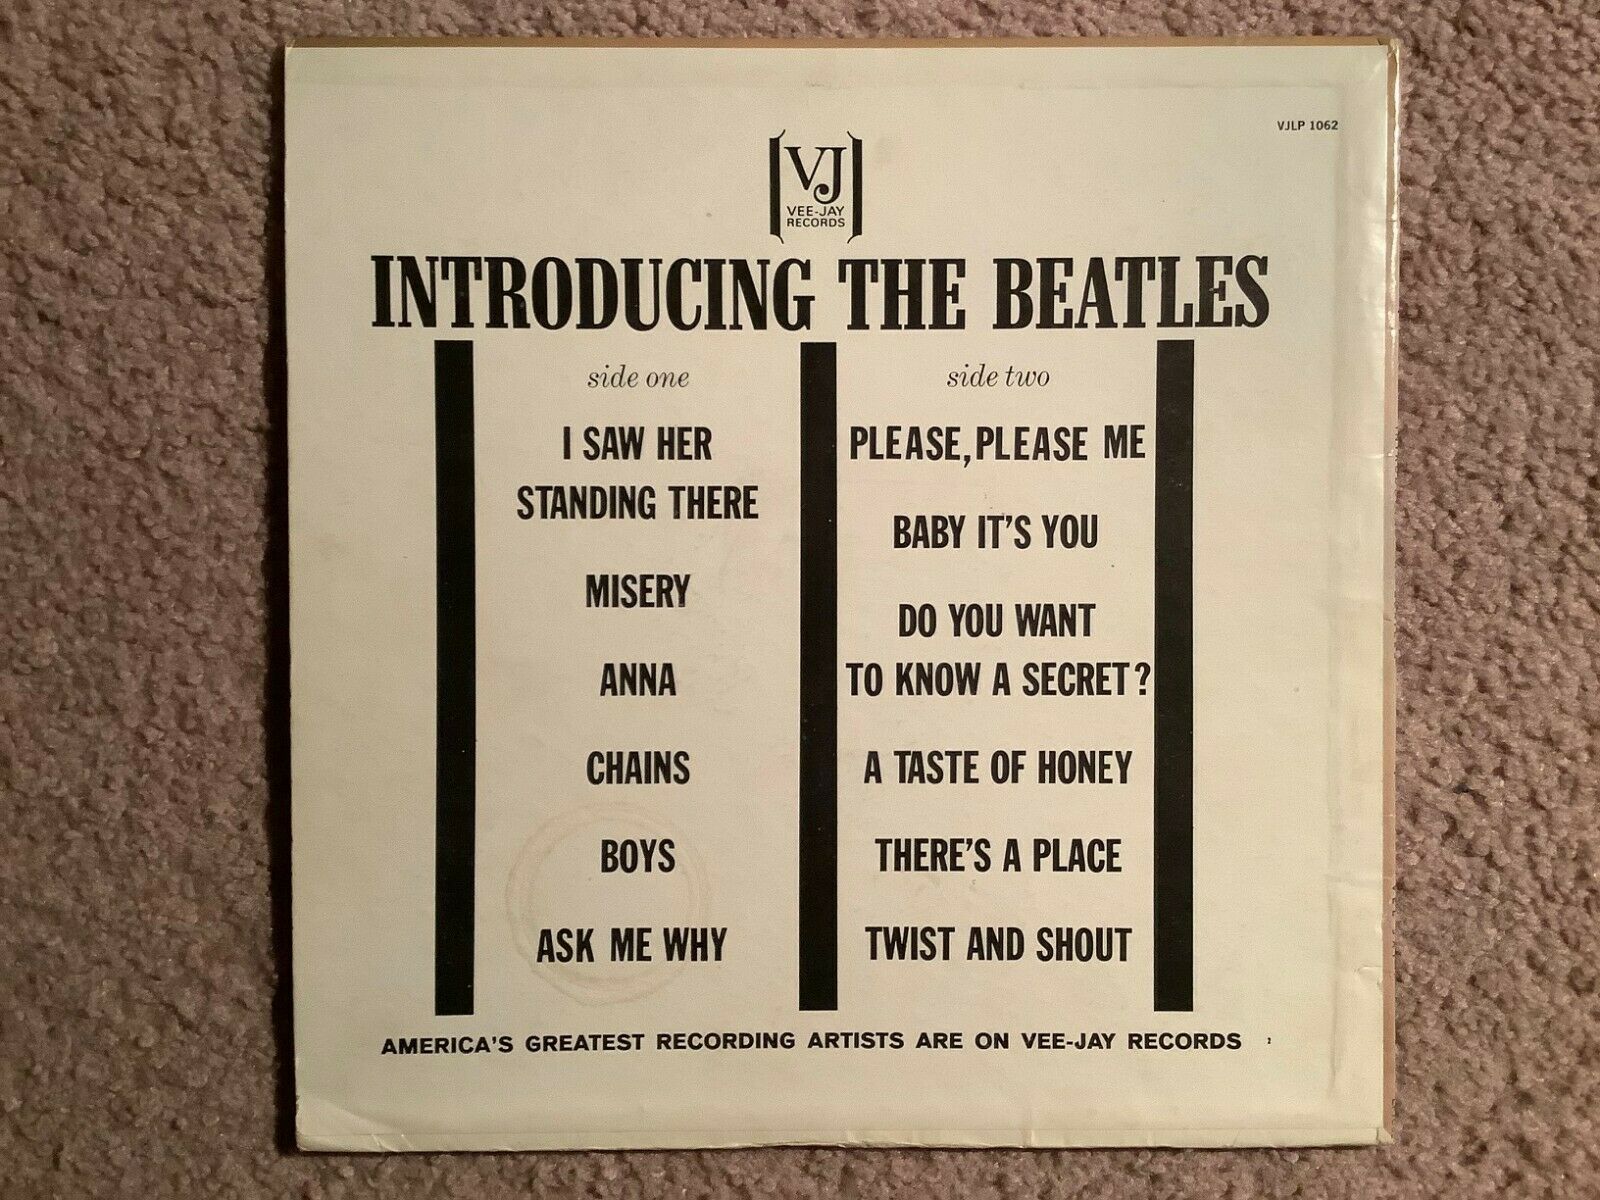 VJLP 1062
VJ
VEE-JAY
RECORDS
INTRODUCING THE BEATLES
side one
I SAW HER
STANDING THERE
MISERY
ANNA
CHAINS
BOYS
ASK ME WHY
side two
PLEASE, PLEASE ME
BABY IT'S YOU
DO YOU WANT
TO KNOW A SECRET?
A TASTE OF HONEY
THERE'S A PLACE
TWIST AND SHOUT
AMERICA'S GREATEST RECORDING ARTISTS ARE ON VEE-JAY RECORDS 2